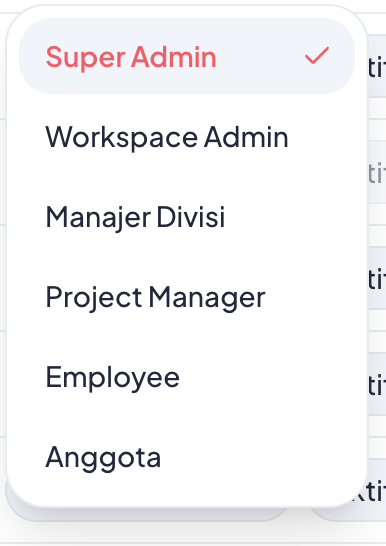 Super Admin
Workspace Admin
Manajer Divisi
Project Manager
Employee
Anggota